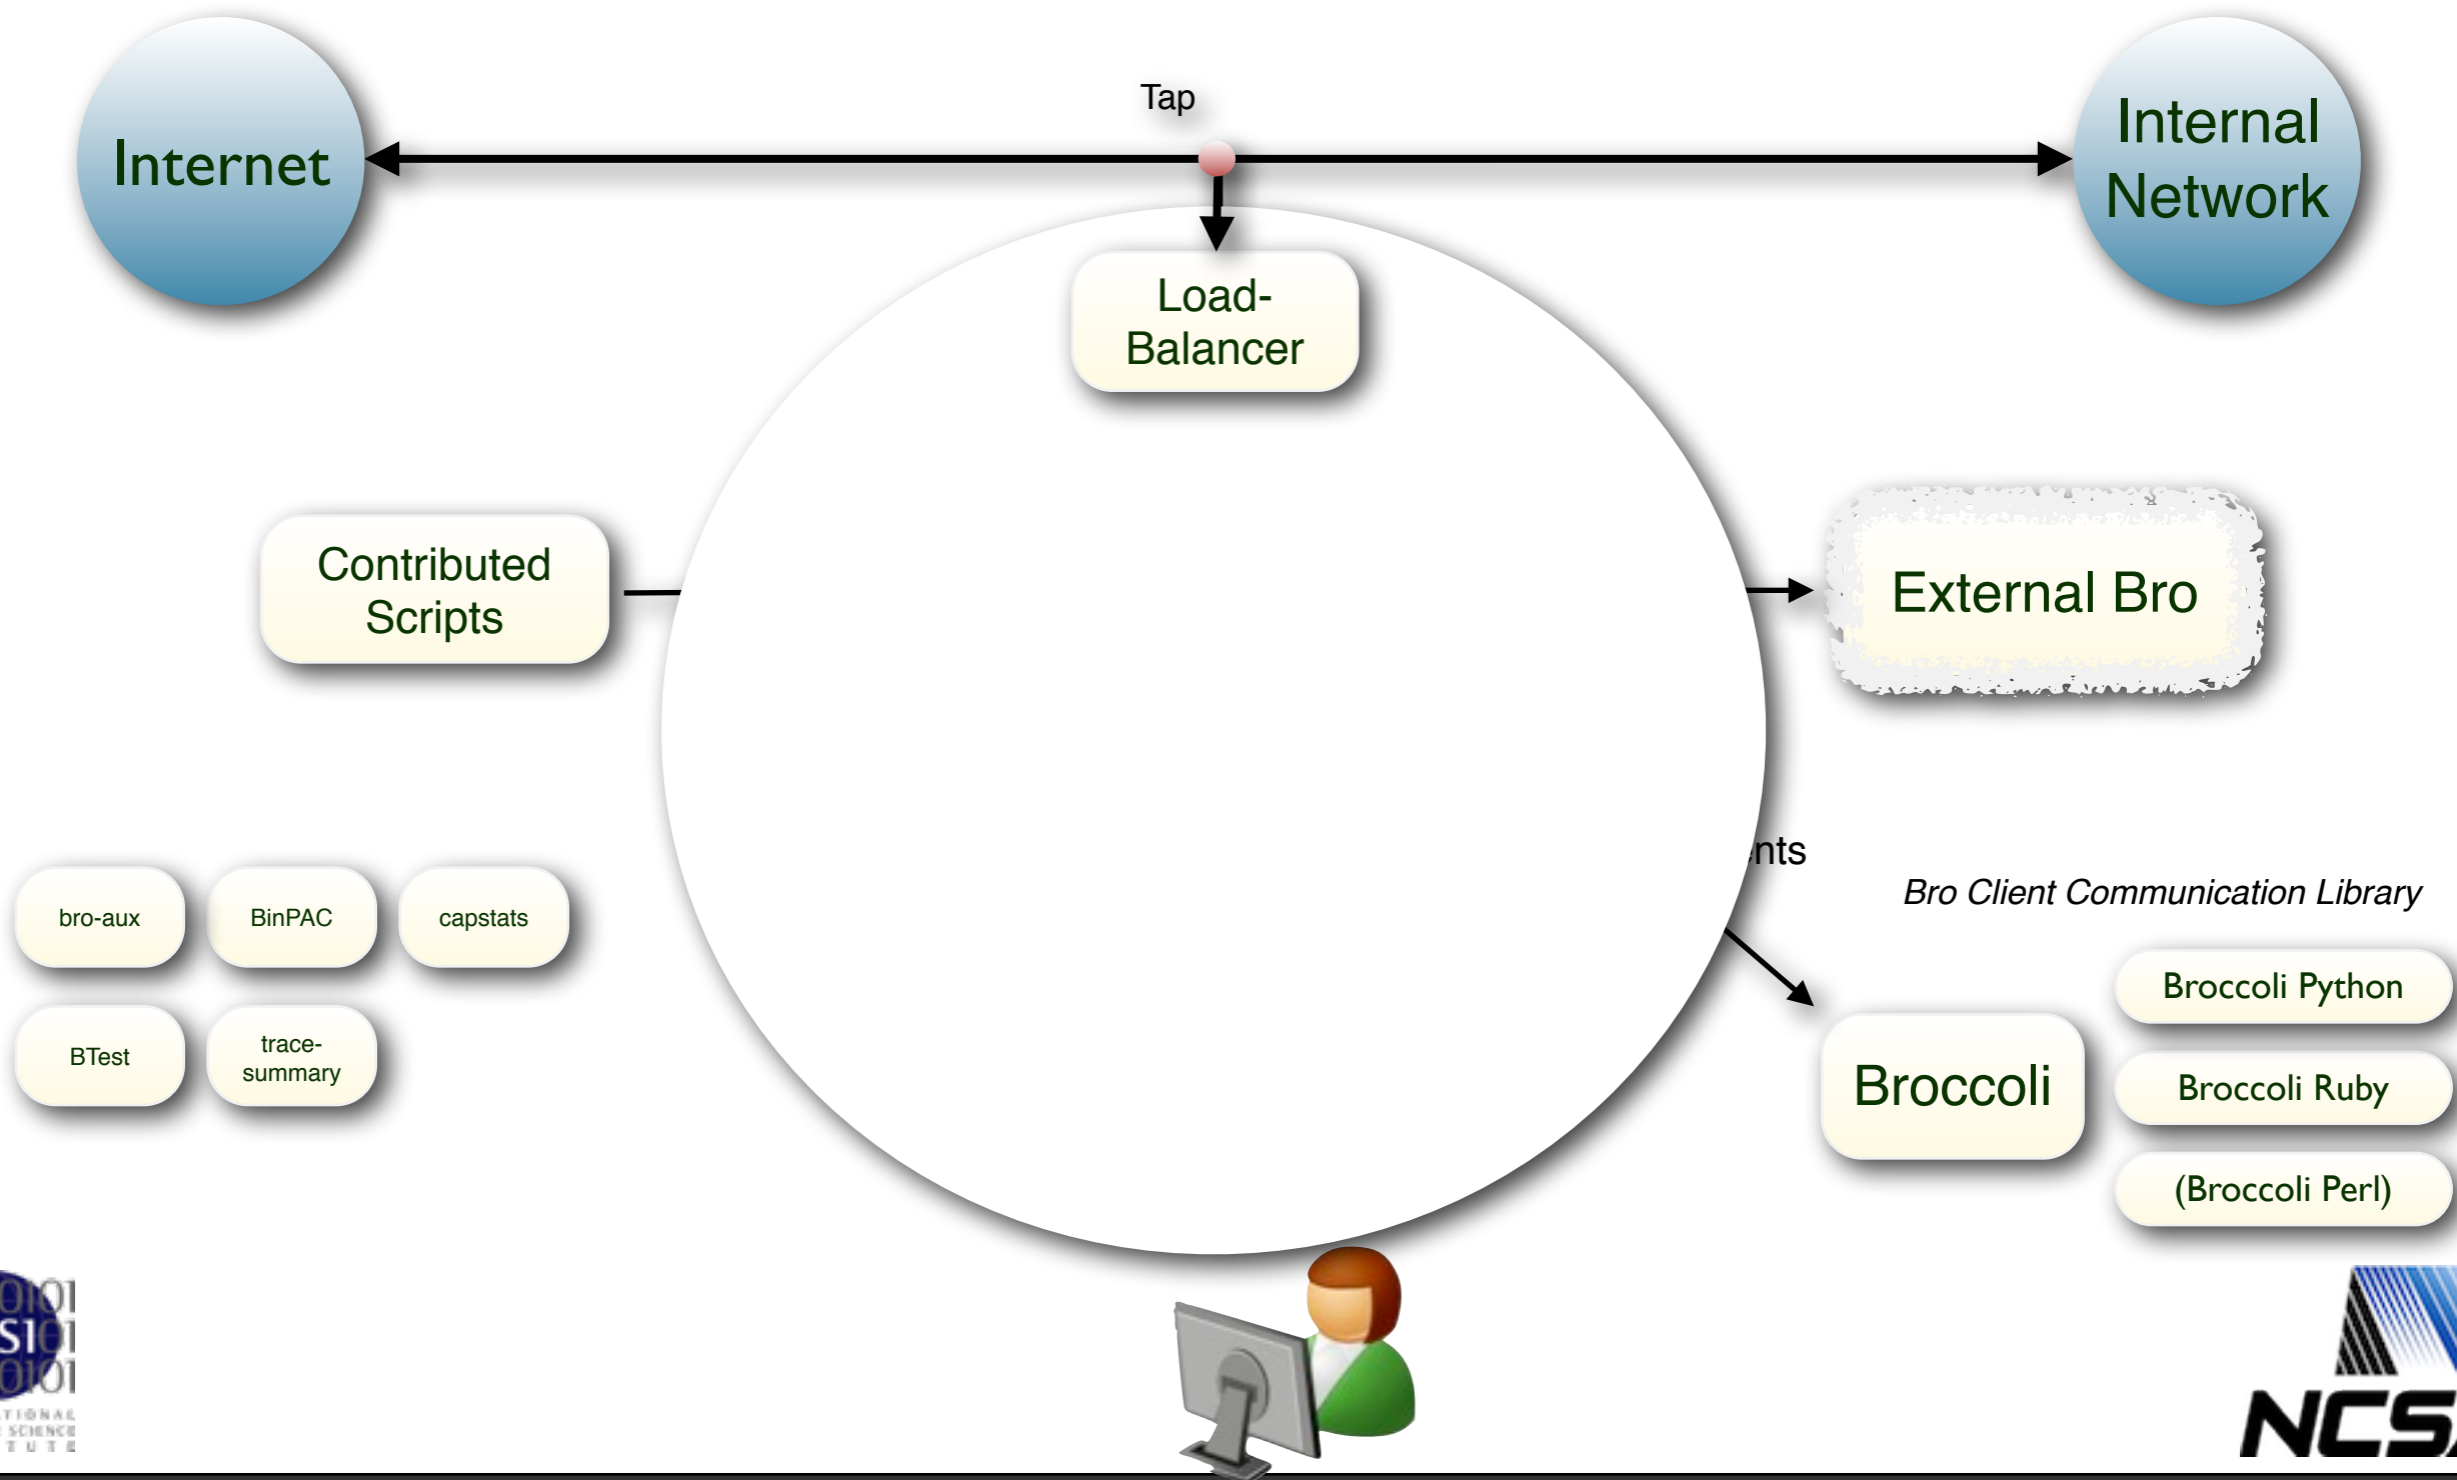 Tap
Internet
Internal
Network
Load-
Balancer
Contributed
Scripts
External Bro
nts
Bro Client Communication Library
bro-aux
BinPAC
capstats
Broccoli Python
BTest
trace-
summary
Broccoli
Broccoli Ruby
(Broccoli Perl)